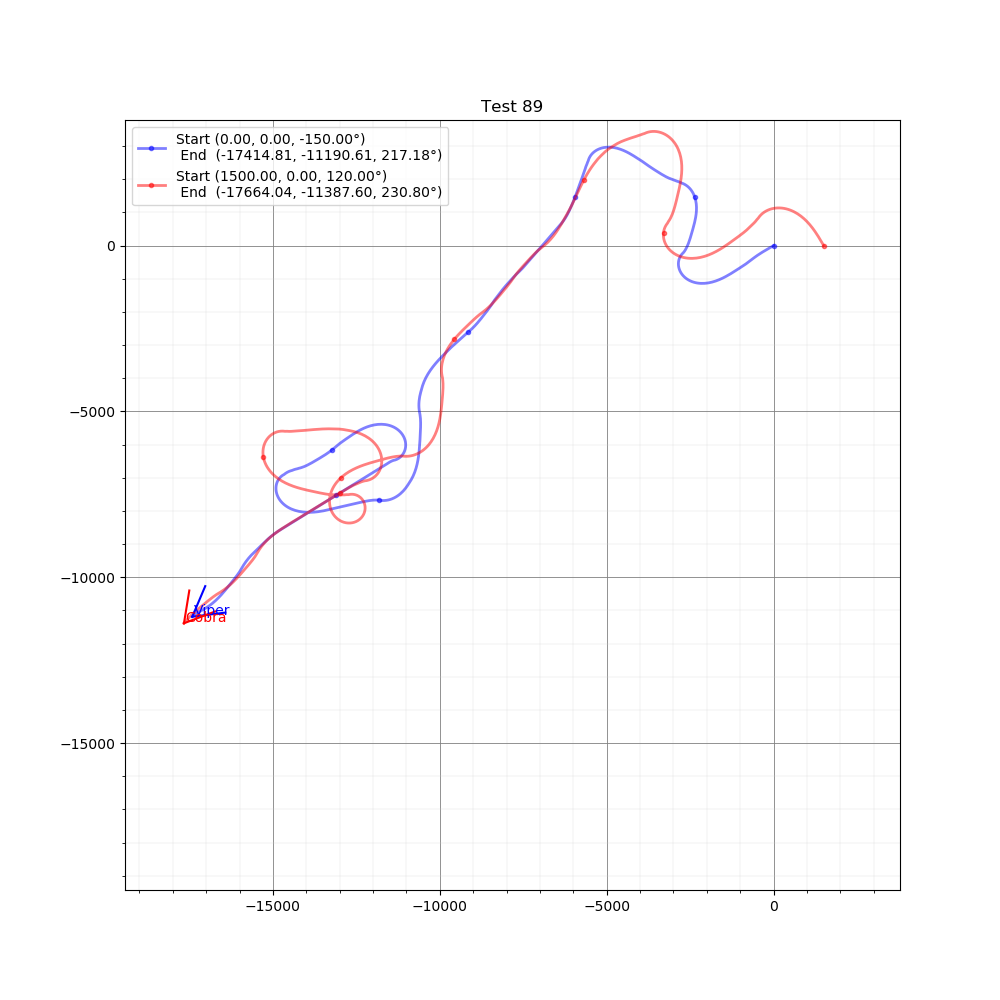 Test 89
Start (0.00, 0.00, -150.00°)
End  (-17414.81, -11190.61, 217.18°)
Start (1500.00, 0.00, 120.00°)
End  (-17664.04, -11387.60, 230.80°)
0
−5000
−10000
−15000
Viper
Cobra
−15000
−10000
−5000
0